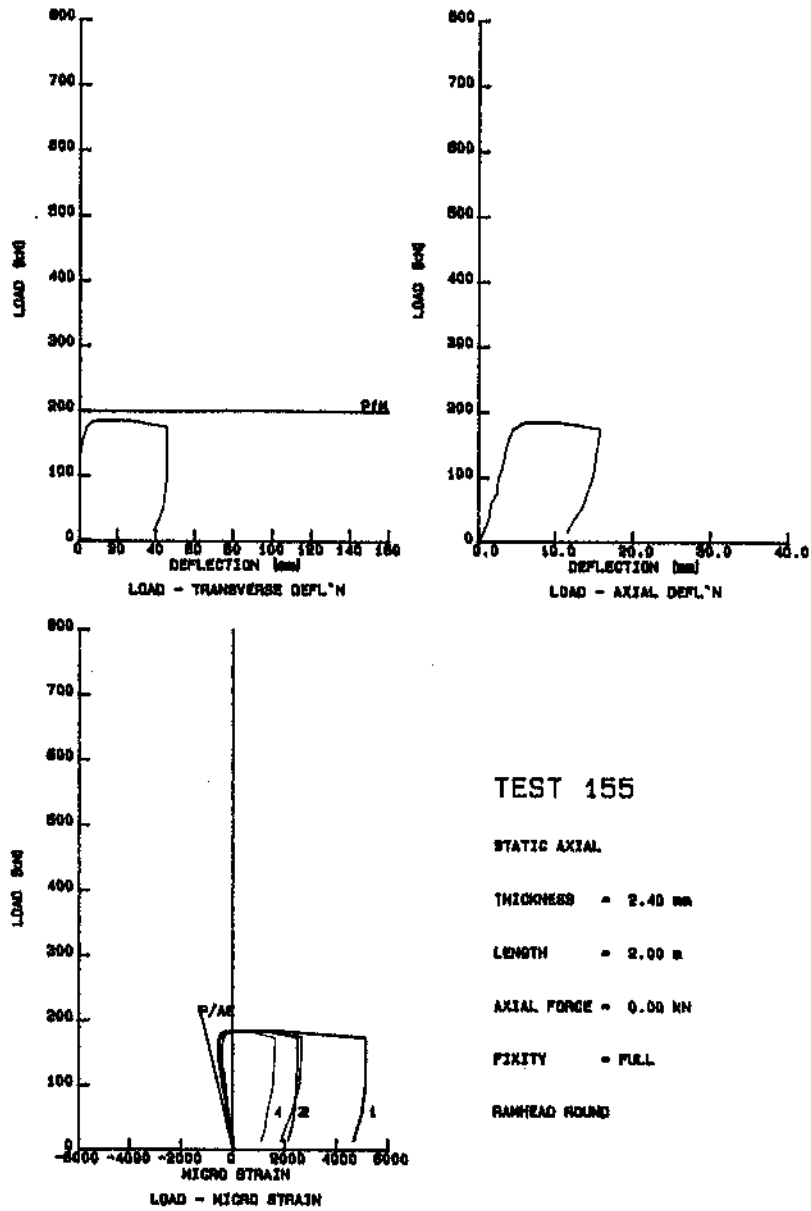 800
700
600
500
400
300
200
100
0
LOAD (kN)
P/M
0 20 40 60 80 100 120 140 160
DEFLECTION (mm)
LOAD - TRANSVERSE DEFL'N
800
700
600
500
400
300
200
100
0
LOAD (kN)
0.0 10.0 20.0 30.0 40.0
DEFLECTION (mm)
LOAD - AXIAL DEFL'N
800
700
600
500
400
300
200
100
0
LOAD (kN)
P/AE
4 2 1
-6000 -4000 -2000 0 2000 4000 6000
MICRO STRAIN
LOAD - MICRO STRAIN
TEST 155
STATIC AXIAL
THICKNESS = 2.40 mm
LENGTH = 2.00 m
AXIAL FORCE = 0.00 kN
FIXITY = FULL
RAMHEAD ROUND